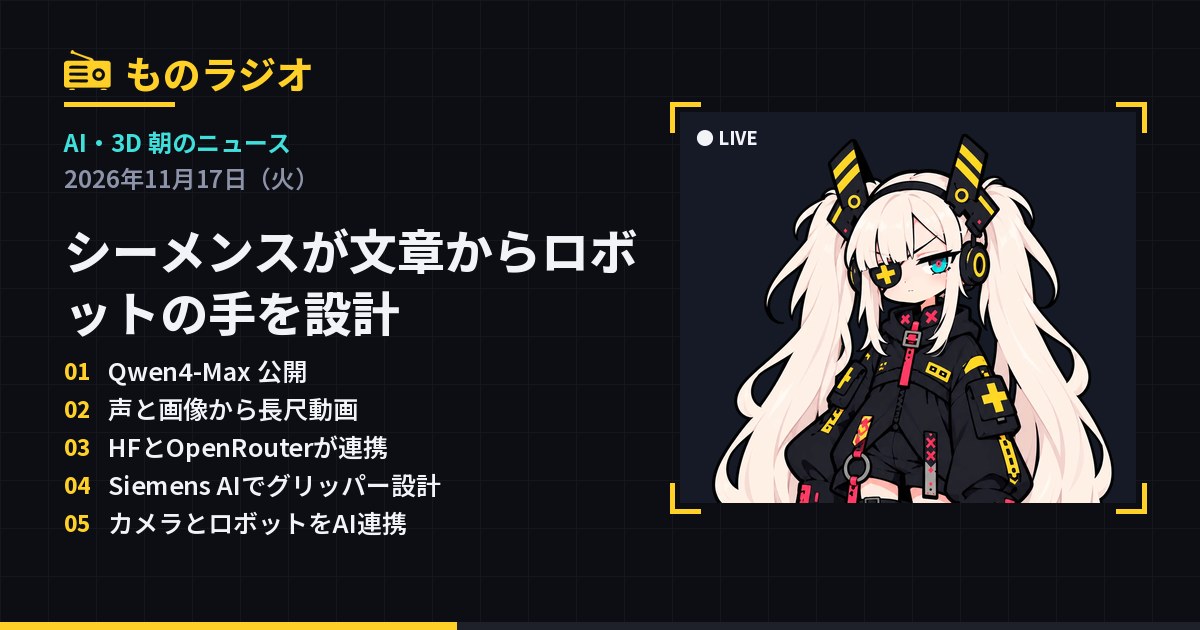 ものラジオ
AI・3D 朝のニュース
2026年11月17日（火）
シーメンスが文章からロボ
ットの手を設計
01 Qwen4-Max 公開
02 声と画像から長尺動画
03 HFとOpenRouterが連携
04 Siemens AIでグリッパー設計
05 カメラとロボットをAI連携
LIVE